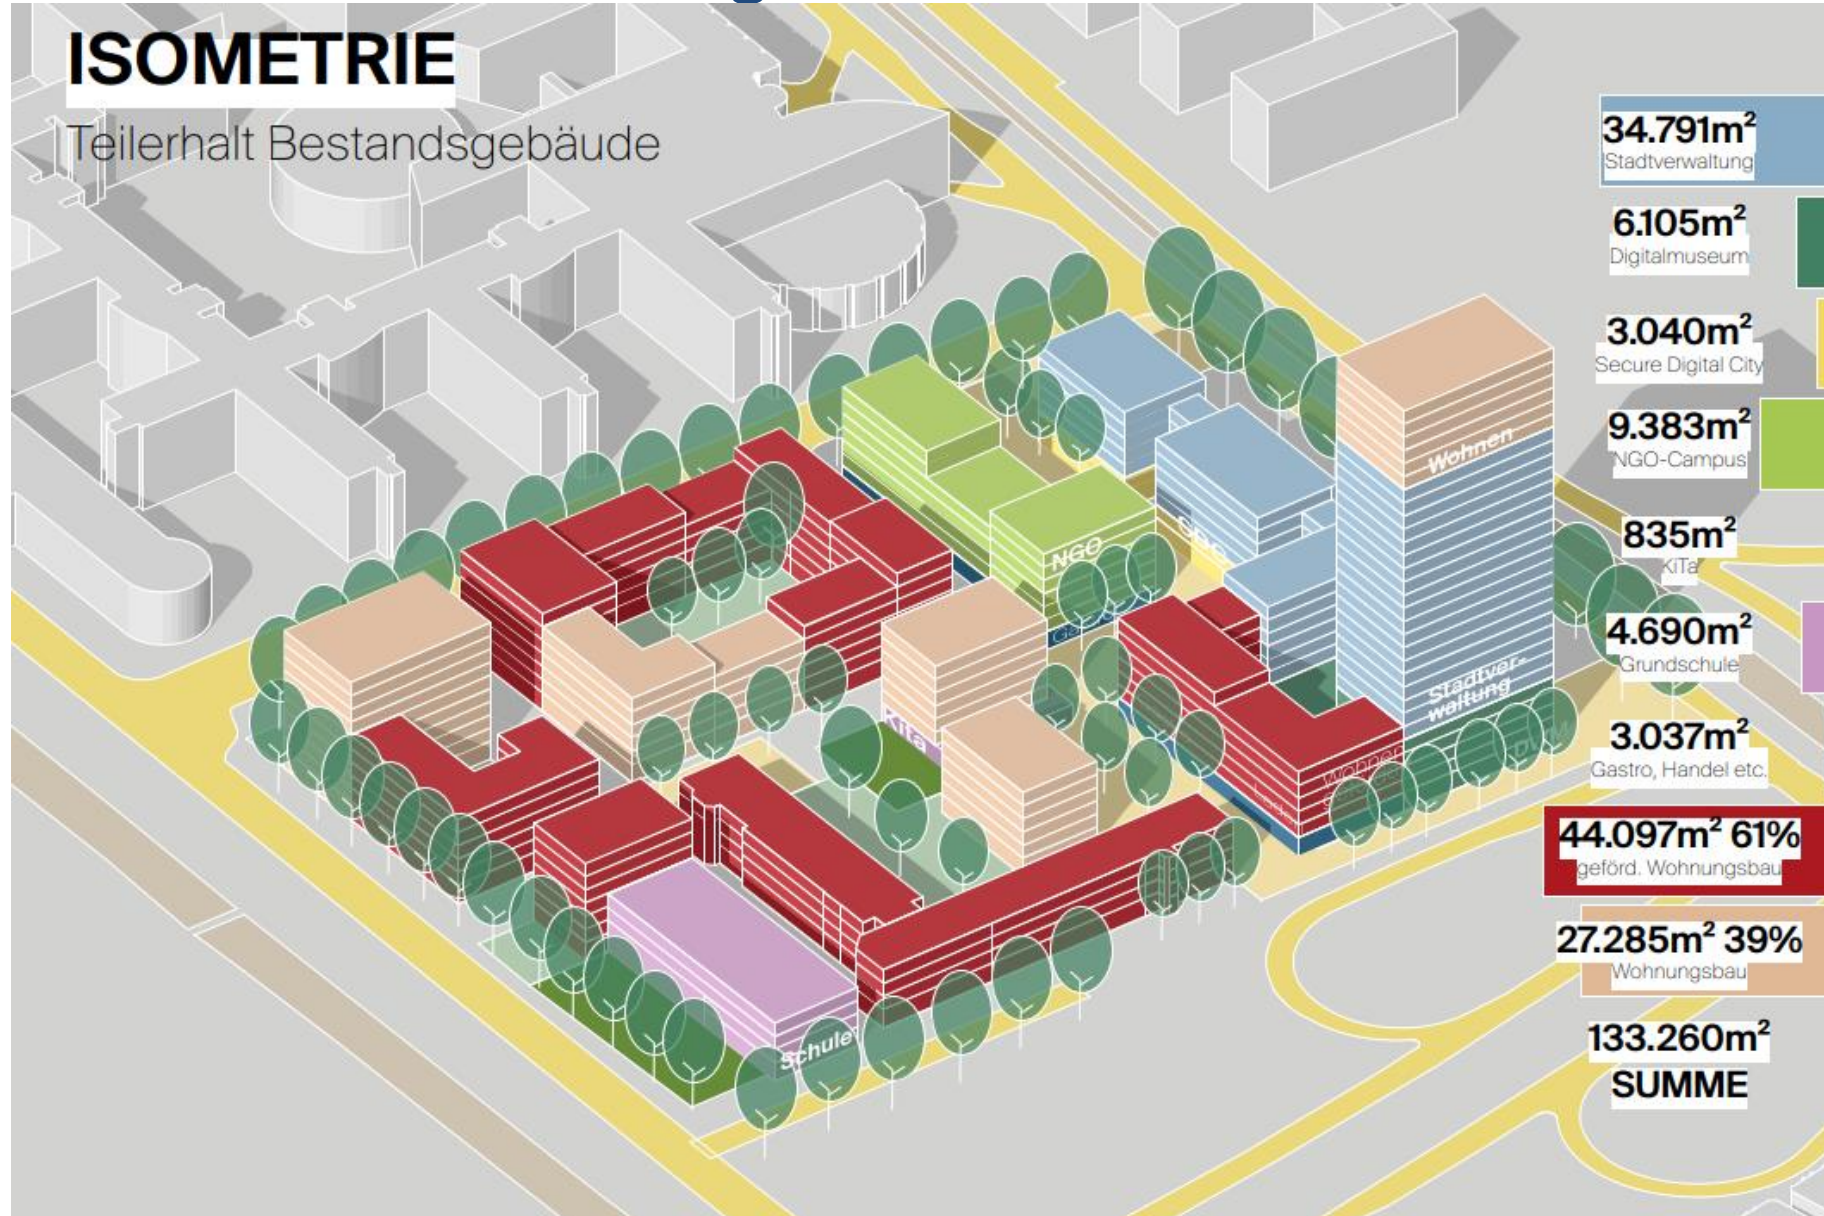 ISOMETRIE
Teilerhalt Bestandsgebäude
34.791m²
Stadtverwaltung
6.105m²
Digitalmuseum
3.040m²
Secure Digital City
9.383m²
NGO-Campus
835m²
KiTa
4.690m²
Grundschule
3.037m²
Gastro, Handel etc.
44.097m² 61%
geförd. Wohnungsbau
27.285m² 39%
Wohnungsbau
133.260m²
SUMME
Wohnen
NGO
Stadtver-
waltung
Kita
Wohnen
Schule